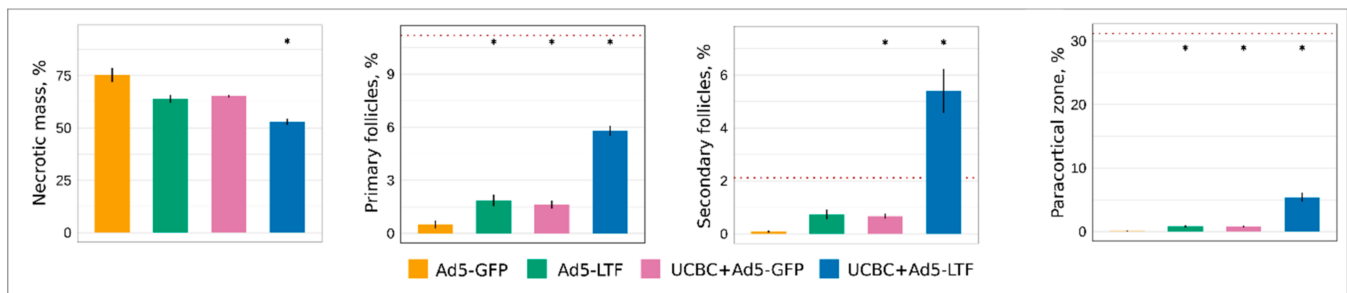 Necrotic mass, %
75
50
25
0
*
Primary follicles, %
9
6
3
0
* * *
Secondary follicles, %
6
4
2
0
* *
Paracortical zone, %
30
20
10
0
* * *
Ad5-GFP Ad5-LTF UCBC+Ad5-GFP UCBC+Ad5-LTF